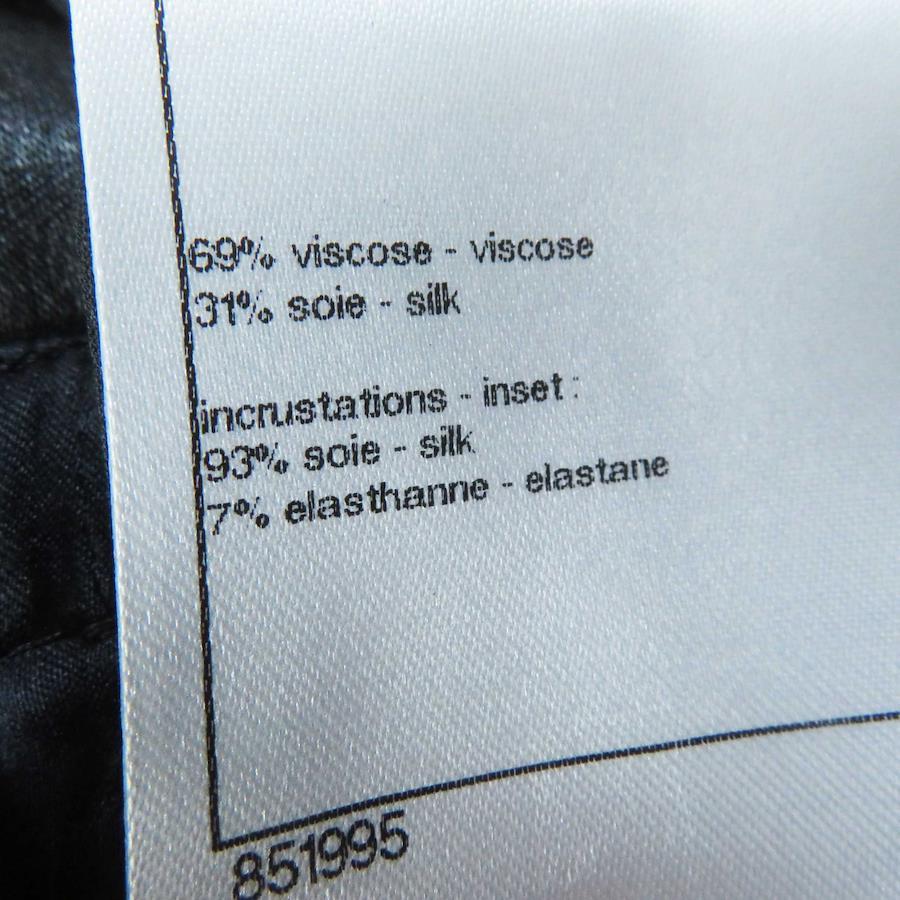 69% viscose - viscose
31% soie - silk
incrustations - inset :
93% soie - silk
7% elasthanne - elastane
851995